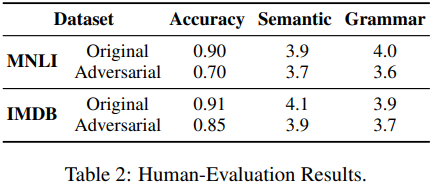 Dataset Accuracy Semantic Grammar
MNLI Original 0.90 3.9 4.0
Adversarial 0.70 3.7 3.6
IMDB Original 0.91 4.1 3.9
Adversarial 0.85 3.9 3.7
Table 2: Human-Evaluation Results.